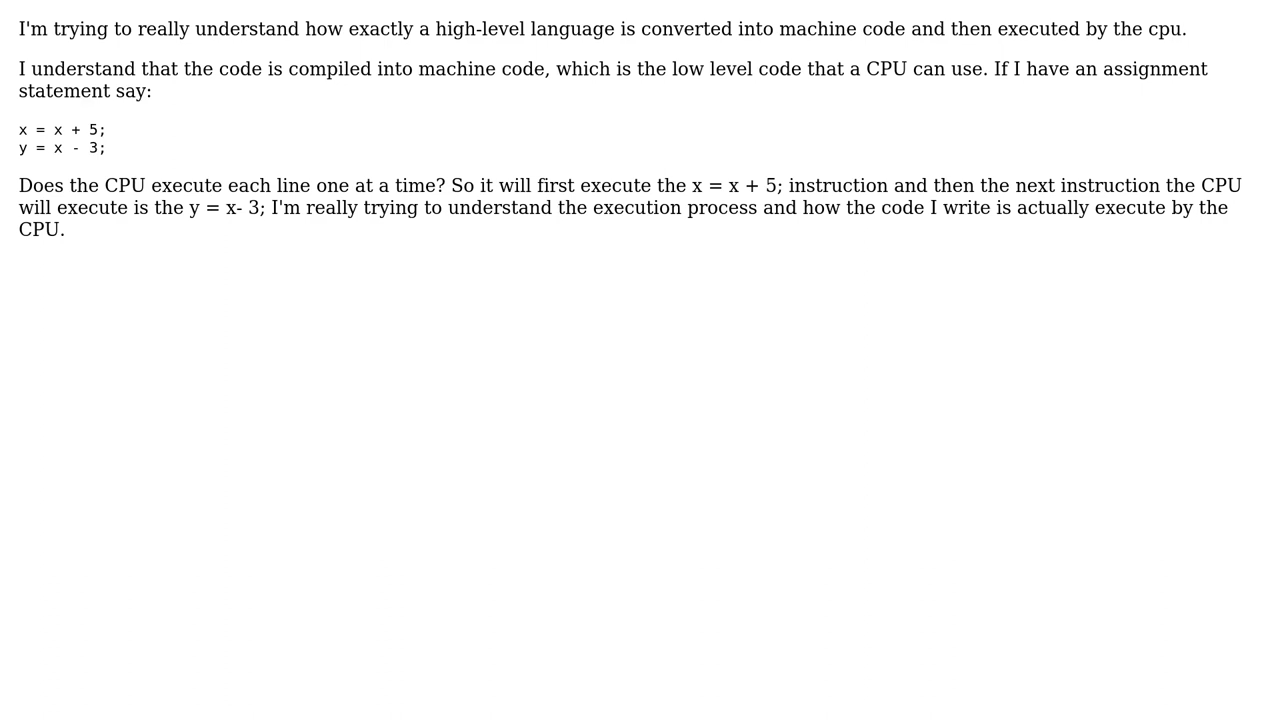 I'm trying to really understand how exactly a high-level language is converted into machine code and then executed by the cpu.
I understand that the code is compiled into machine code, which is the low level code that a CPU can use. If I have an assignment
statement say:
x = x + 5;
y = x - 3;
Does the CPU execute each line one at a time? So it will first execute the x = x + 5; instruction and then the next instruction the CPU
will execute is the y = x- 3; I'm really trying to understand the execution process and how the code I write is actually execute by the
CPU.